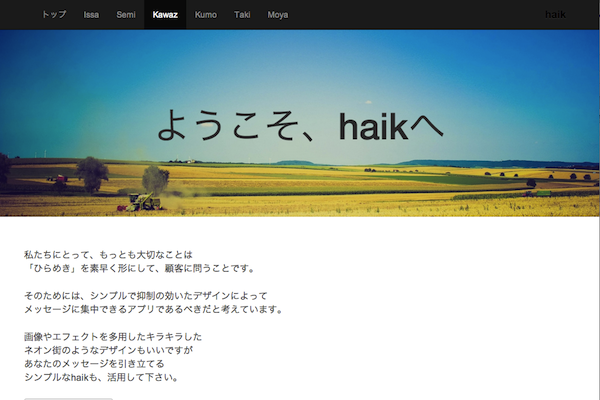 トップ Issa Semi Kawaz Kumo Taki Moya haik
ようこそ、haikへ
私たちにとって、もっとも大切なことは
「ひらめき」を素早く形にして、顧客に問うことです。
そのためには、シンプルで抑制の効いたデザインによって
メッセージに集中できるアプリであるべきだと考えています。
画像やエフェクトを多用したキラキラした
ネオン街のようなデザインもいいですが
あなたのメッセージを引き立てる
シンプルなhaikも、活用して下さい。